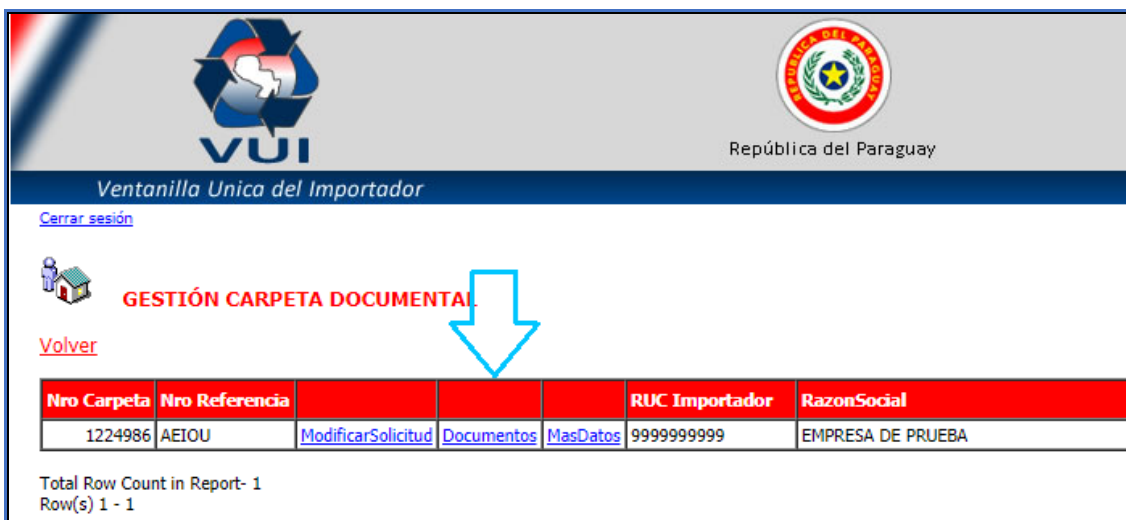 REPUBLICA DEL PARAGUAY
VUI
República del Paraguay
Ventanilla Unica del Importador
Cerrar sesión
GESTIÓN CARPETA DOCUMENTAL
Volver
Nro Carpeta Nro Referencia RUC Importador RazonSocial
1224986 AEIOU ModificarSolicitud Documentos MasDatos 9999999999 EMPRESA DE PRUEBA
Total Row Count in Report- 1
Row(s) 1 - 1